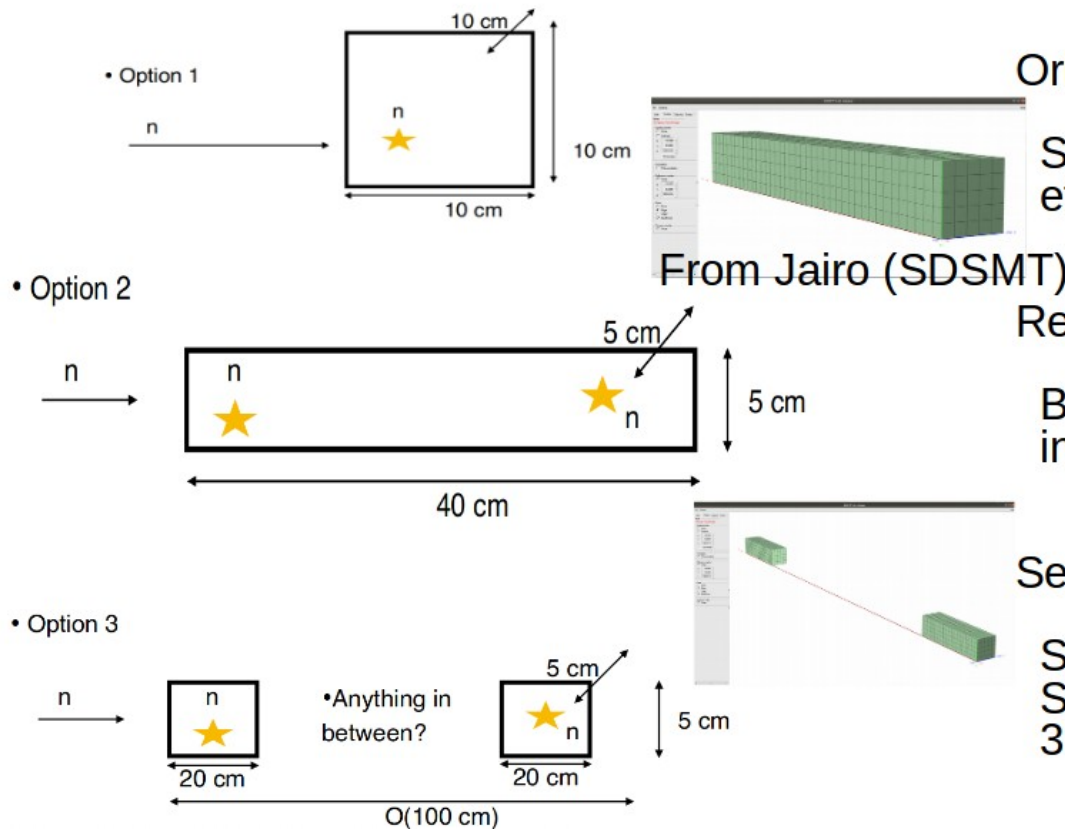 10 cm
• Option 1
n
n
10 cm
10 cm
Or
S
e
From Jairo (SDSMT)
• Option 2
Re
5 cm
n
n
n
5 cm
B
in
40 cm
Se
• Option 3
5 cm
n
n
•Anything in
between?
n
5 cm
S
S
3
20 cm
20 cm
O(100 cm)